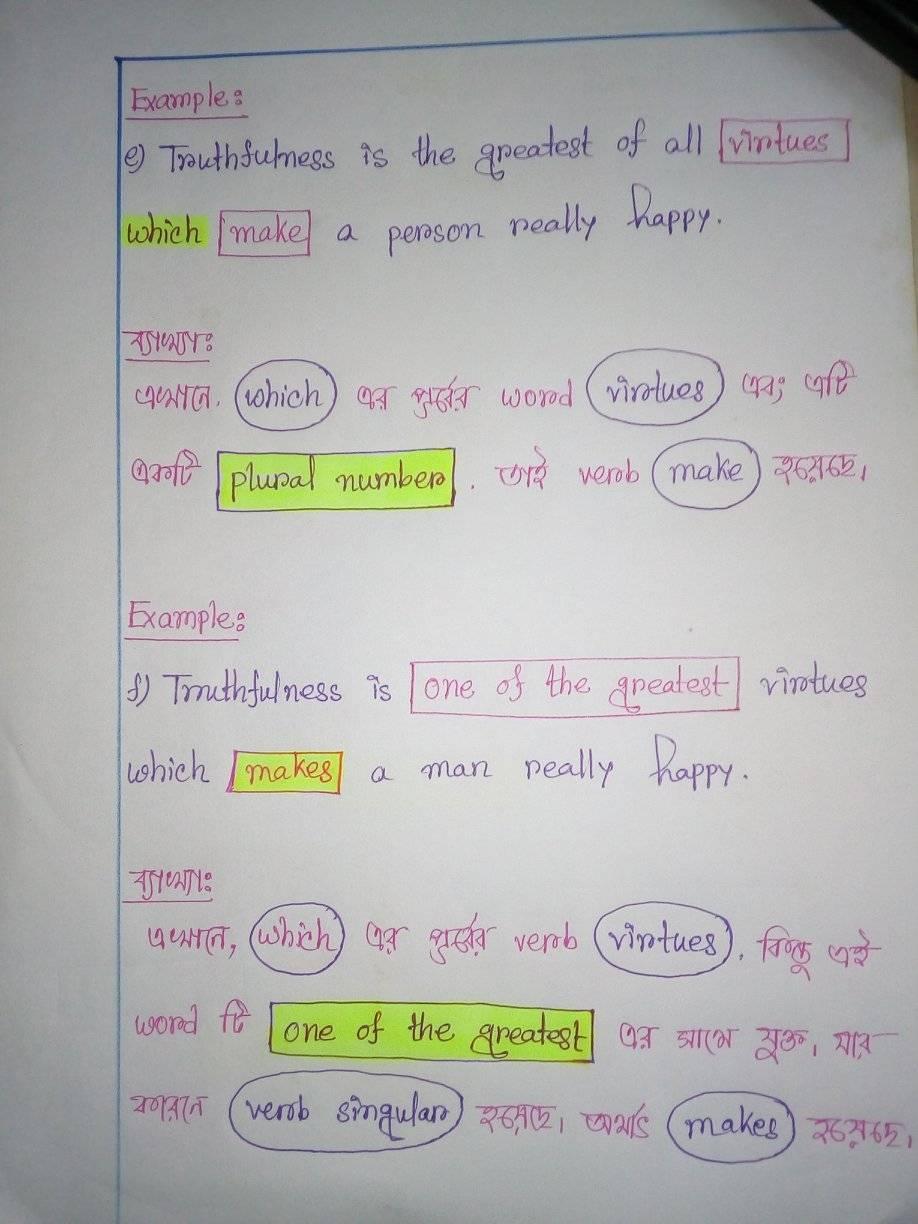 Example:
e) Truthfulness is the greatest of all virtues
which make a person really happy.
ব্যাখ্যাঃ
এখানে, which এর পূর্বের word virtues এবং এটি
একটি plural number. তাই verb make হয়েছে।
Example:
f) Truthfulness is one of the greatest virtues
which makes a man really happy.
ব্যাখ্যাঃ
এখানে, which এর পূর্বের verb virtues. কিন্তু এই
word টি one of the greatest এর সাথে যুক্ত, যার
কারনে verb singular হয়েছে। অর্থাৎ makes হয়েছে।